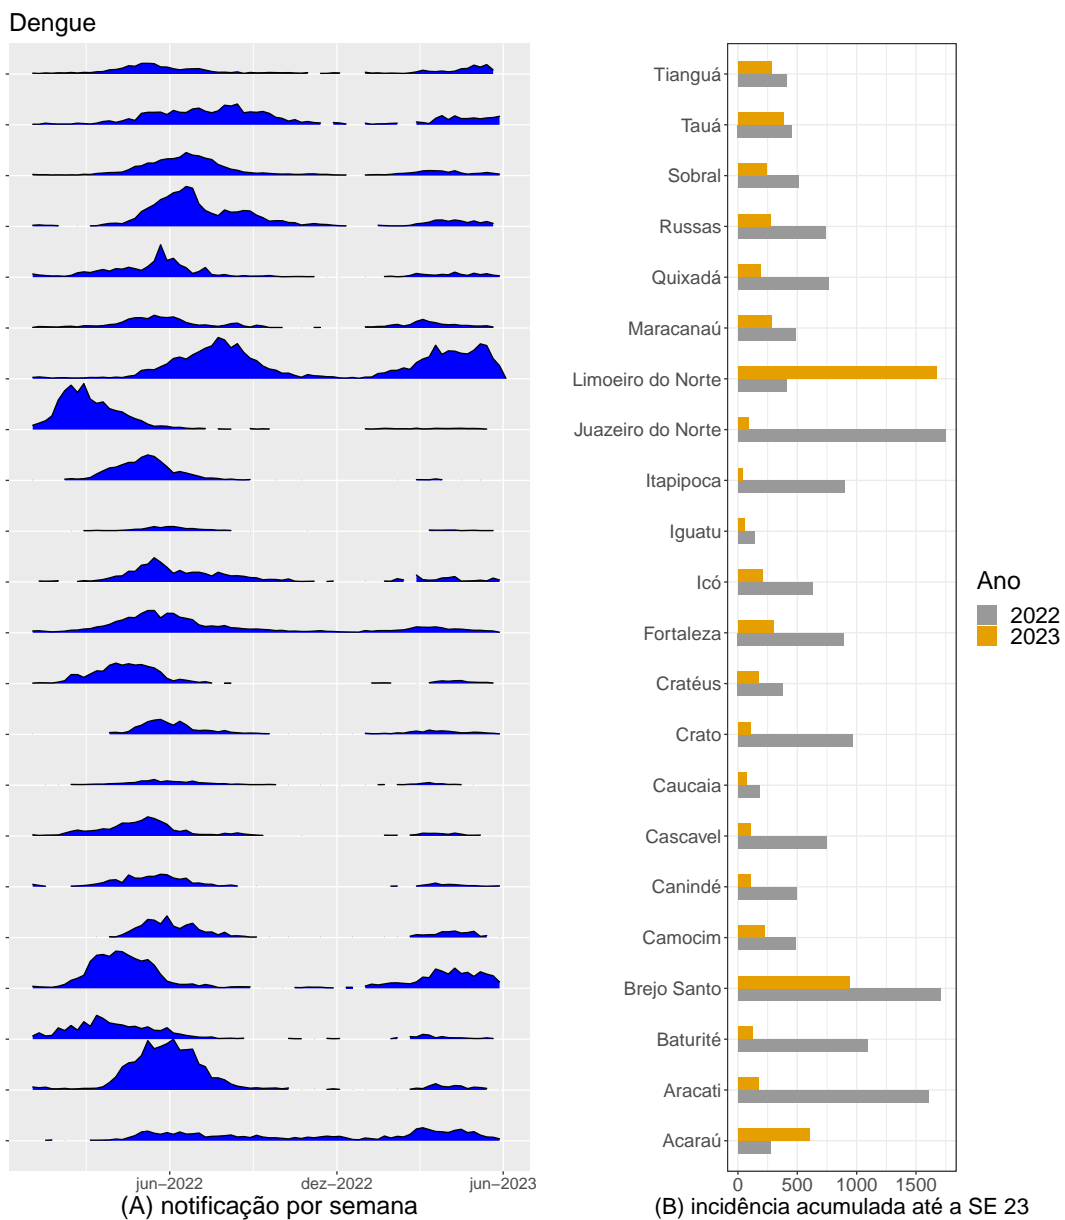 Dengue
Tianguá
Tauá
Sobral
Russas
Quixadá
Maracanaú
Limoeiro do Norte
Juazeiro do Norte
Itapipoca
Iguatu
Icó
Fortaleza
Cratéus
Crato
Caucaia
Cascavel
Canindé
Camocim
Brejo Santo
Baturité
Aracati
Acaraú
Ano
2022
2023
jun−2022 dez−2022 jun−2023
(A) notificação por semana
0 500 1000 1500
(B) incidência acumulada até a SE 23